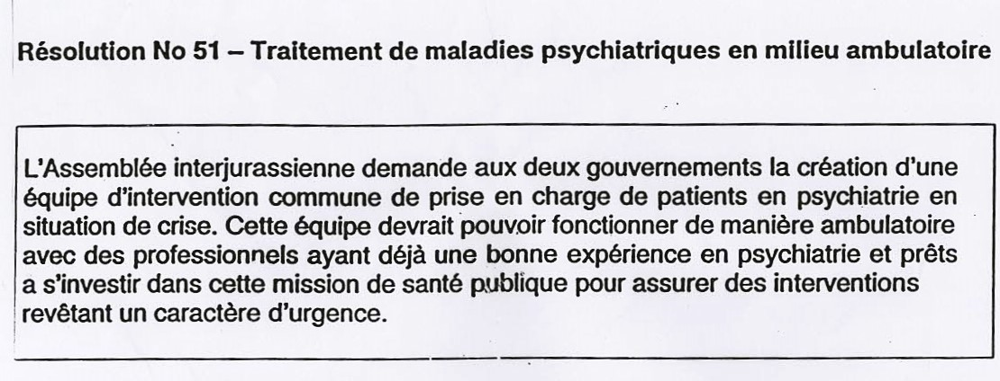 Résolution No 51 – Traitement de maladies psychiatriques en milieu ambulatoire
L'Assemblée interjurassienne demande aux deux gouvernements la création d'une
équipe d'intervention commune de prise en charge de patients en psychiatrie en
situation de crise. Cette équipe devrait pouvoir fonctionner de manière ambulatoire
avec des professionnels ayant déjà une bonne expérience en psychiatrie et prêts
a s'investir dans cette mission de santé publique pour assurer des interventions
revêtant un caractère d'urgence.